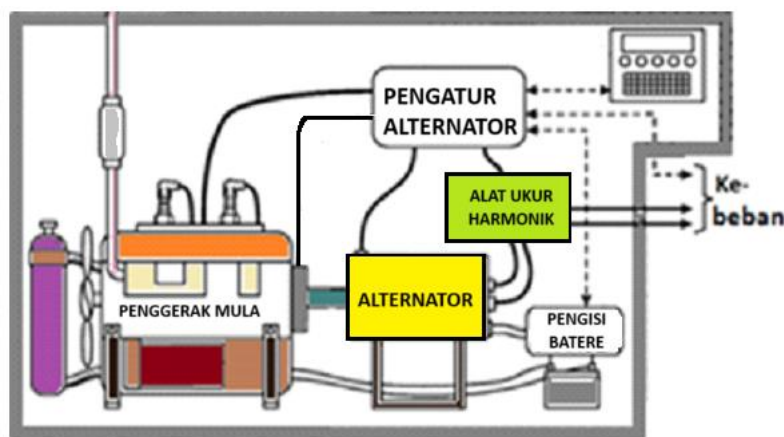 PENGATUR
ALTERNATOR
ALAT UKUR
HARMONIK
Ke-
beban
PENGGERAK MULA
ALTERNATOR
PENGISI
BATERE